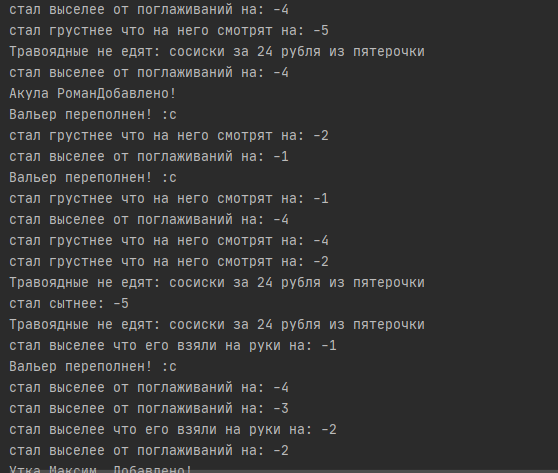 стал выселее от поглаживаний на: -4
стал грустнее что на него смотрят на: -5
Травоядные не едят: сосиски за 24 рубля из пятерочки
стал выселее от поглаживаний на: -4
Акула РоманДобавлено!
Вальер переполнен! :с
стал грустнее что на него смотрят на: -2
стал выселее от поглаживаний на: -1
Вальер переполнен! :с
стал грустнее что на него смотрят на: -1
стал выселее от поглаживаний на: -4
стал грустнее что на него смотрят на: -4
стал грустнее что на него смотрят на: -2
Травоядные не едят: сосиски за 24 рубля из пятерочки
стал сытнее: -5
Травоядные не едят: сосиски за 24 рубля из пятерочки
стал выселее что его взяли на руки на: -1
Вальер переполнен! :с
стал выселее от поглаживаний на: -4
стал выселее от поглаживаний на: -3
стал выселее что его взяли на руки на: -2
стал выселее от поглаживаний на: -2
Утка Максим  Добавлено!